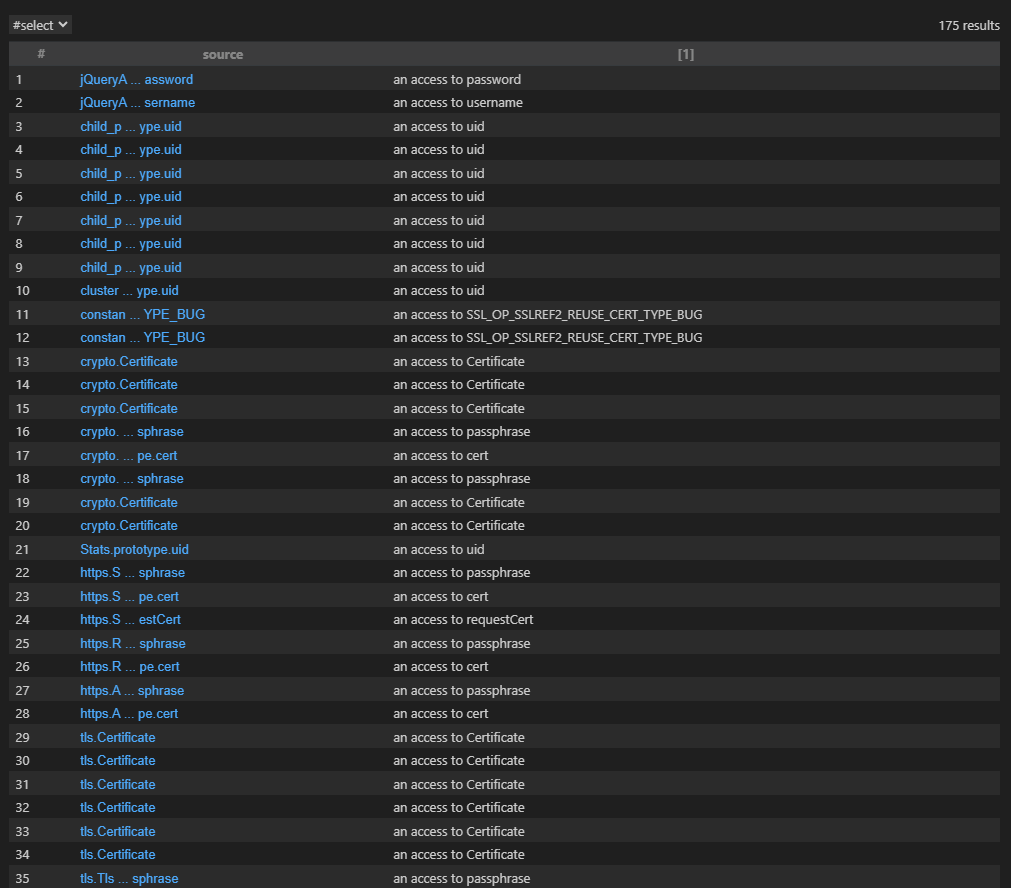 #select
175 results
# source [1]
1 jQueryA ... assword an access to password
2 jQueryA ... sername an access to username
3 child_p ... ype.uid an access to uid
4 child_p ... ype.uid an access to uid
5 child_p ... ype.uid an access to uid
6 child_p ... ype.uid an access to uid
7 child_p ... ype.uid an access to uid
8 child_p ... ype.uid an access to uid
9 child_p ... ype.uid an access to uid
10 cluster ... ype.uid an access to uid
11 constan ... YPE_BUG an access to SSL_OP_SSLREF2_REUSE_CERT_TYPE_BUG
12 constan ... YPE_BUG an access to SSL_OP_SSLREF2_REUSE_CERT_TYPE_BUG
13 crypto.Certificate an access to Certificate
14 crypto.Certificate an access to Certificate
15 crypto.Certificate an access to Certificate
16 crypto. ... sphrase an access to passphrase
17 crypto. ... pe.cert an access to cert
18 crypto. ... sphrase an access to passphrase
19 crypto.Certificate an access to Certificate
20 crypto.Certificate an access to Certificate
21 Stats.prototype.uid an access to uid
22 https.S ... sphrase an access to passphrase
23 https.S ... pe.cert an access to cert
24 https.S ... estCert an access to requestCert
25 https.R ... sphrase an access to passphrase
26 https.R ... pe.cert an access to cert
27 https.A ... sphrase an access to passphrase
28 https.A ... pe.cert an access to cert
29 tls.Certificate an access to Certificate
30 tls.Certificate an access to Certificate
31 tls.Certificate an access to Certificate
32 tls.Certificate an access to Certificate
33 tls.Certificate an access to Certificate
34 tls.Certificate an access to Certificate
35 tls.Tls ... sphrase an access to passphrase